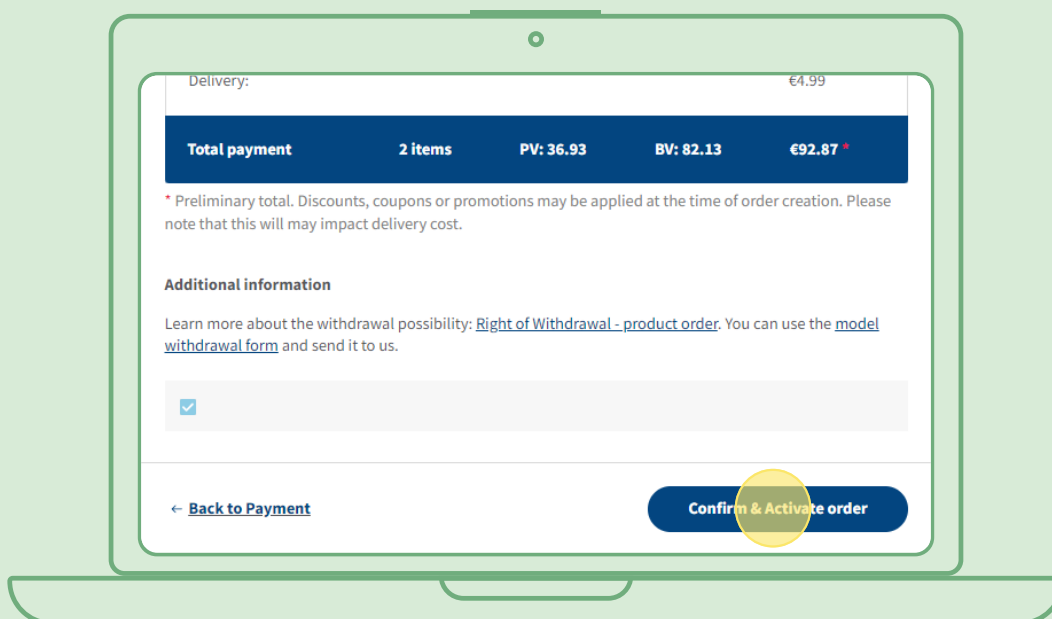 Delivery: €4.99
Total payment 2 items PV: 36.93 BV: 82.13 €92.87 *
* Preliminary total. Discounts, coupons or promotions may be applied at the time of order creation. Please
note that this will may impact delivery cost.
Additional information
Learn more about the withdrawal possibility: Right of Withdrawal - product order. You can use the model
withdrawal form and send it to us.
← Back to Payment Confirm & Activate order